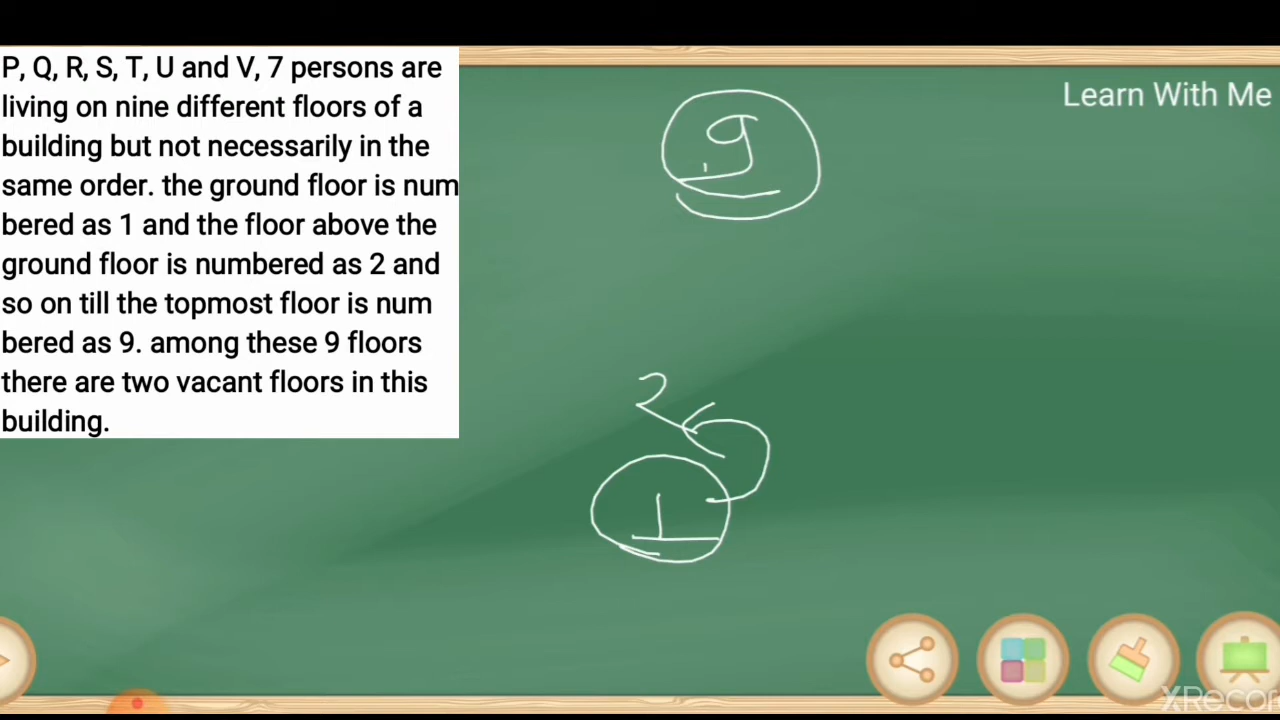 P, Q, R, S, T, U and V, 7 persons are
living on nine different floors of a
building but not necessarily in the
same order. the ground floor is num
bered as 1 and the floor above the
ground floor is numbered as 2 and
so on till the topmost floor is num
bered as 9. among these 9 floors
there are two vacant floors in this
building.
Learn With Me
9
2
1
XRecor